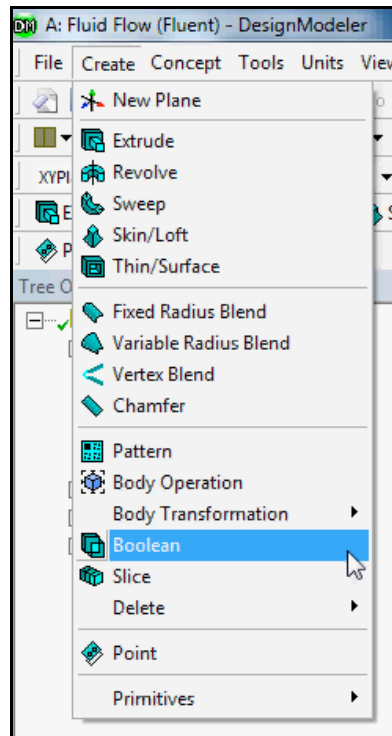 DM A: Fluid Flow (Fluent) - DesignModeler
File Create Concept Tools Units View
New Plane
Extrude
XYPl
Revolve
E
Sweep
Skin/Loft
P
Thin/Surface
Tree O
Fixed Radius Blend
Variable Radius Blend
Vertex Blend
Chamfer
Pattern
Body Operation
Body Transformation
Boolean
Slice
Delete
Point
Primitives